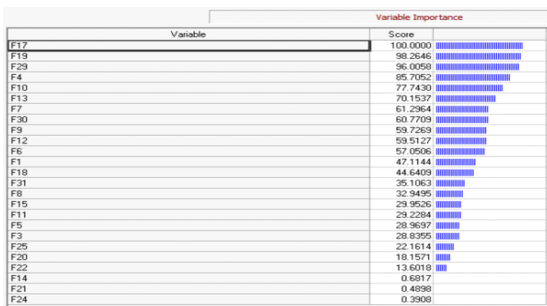 Variable Importance
Variable Score
F17 100.0000
F19 98.2646
F29 96.0058
F4 85.7052
F10 77.7430
F13 70.1537
F7 61.2964
F30 60.7709
F9 59.7269
F12 59.5127
F6 57.0506
F1 47.1144
F18 44.6409
F31 35.1063
F8 32.9495
F15 29.9526
F11 29.2284
F5 28.9697
F3 28.8355
F25 22.1614
F20 18.1571
F22 13.6018
F14 0.6817
F21 0.4898
F24 0.3908